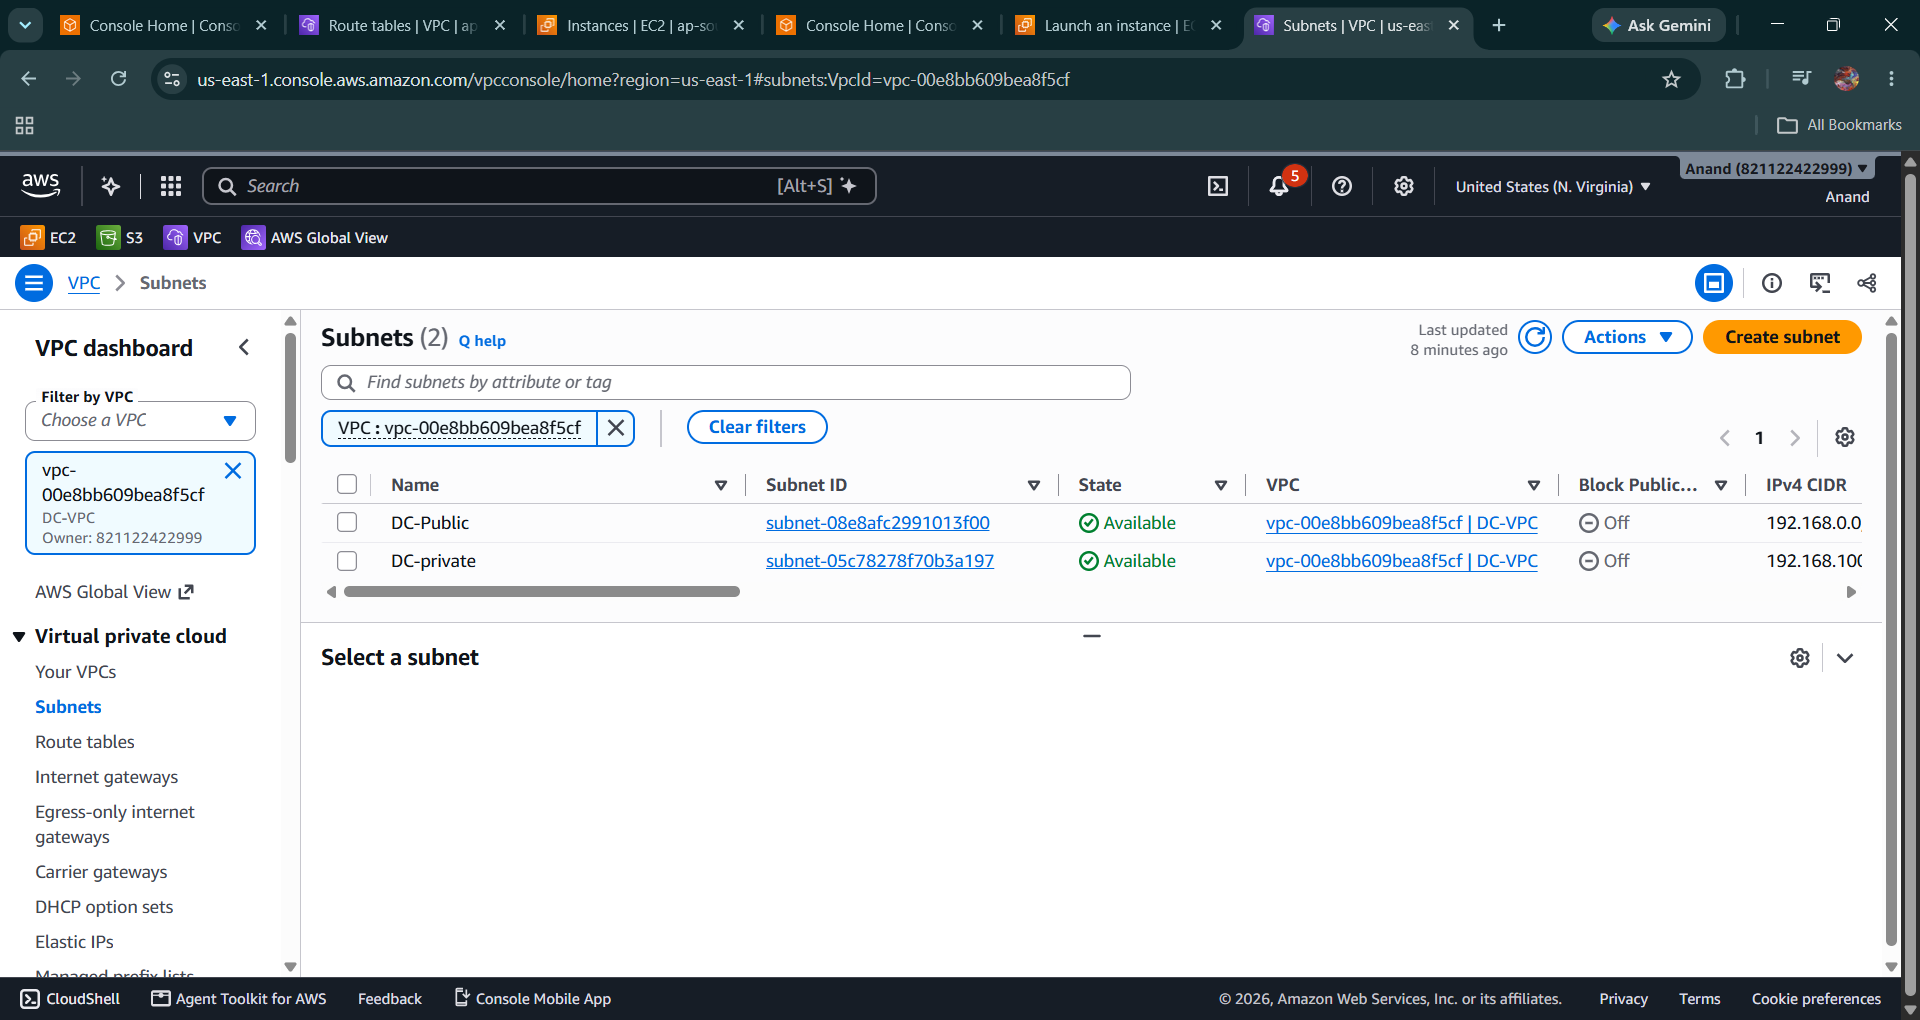 Console Home | Conso
Route tables | VPC | ap
Instances | EC2 | ap-sou
Console Home | Conso
Launch an instance | EC
Subnets | VPC | us-east
Ask Gemini
us-east-1.console.aws.amazon.com/vpcconsole/home?region=us-east-1#subnets:VpcId=vpc-00e8bb609bea8f5cf
All Bookmarks
aws
Search
[Alt+S]
5
United States (N. Virginia)
Anand (821122422999)
Anand
EC2
S3
VPC
AWS Global View
VPC
Subnets
VPC dashboard
Filter by VPC
Choose a VPC
vpc-
00e8bb609bea8f5cf
DC-VPC
Owner: 821122422999
AWS Global View
Virtual private cloud
Your VPCs
Subnets
Route tables
Internet gateways
Egress-only internet
gateways
Carrier gateways
DHCP option sets
Elastic IPs
Managed prefix lists
Subnets (2) Q help
Last updated
8 minutes ago
Actions
Create subnet
Find subnets by attribute or tag
VPC : vpc-00e8bb609bea8f5cf
Clear filters
1
Name Subnet ID State VPC Block Public... IPv4 CIDR
DC-Public subnet-08e8afc2991013f00 Available vpc-00e8bb609bea8f5cf | DC-VPC Off 192.168.0.0
DC-private subnet-05c78278f70b3a197 Available vpc-00e8bb609bea8f5cf | DC-VPC Off 192.168.100
Select a subnet
CloudShell
Agent Toolkit for AWS
Feedback
Console Mobile App
© 2026, Amazon Web Services, Inc. or its affiliates.
Privacy
Terms
Cookie preferences